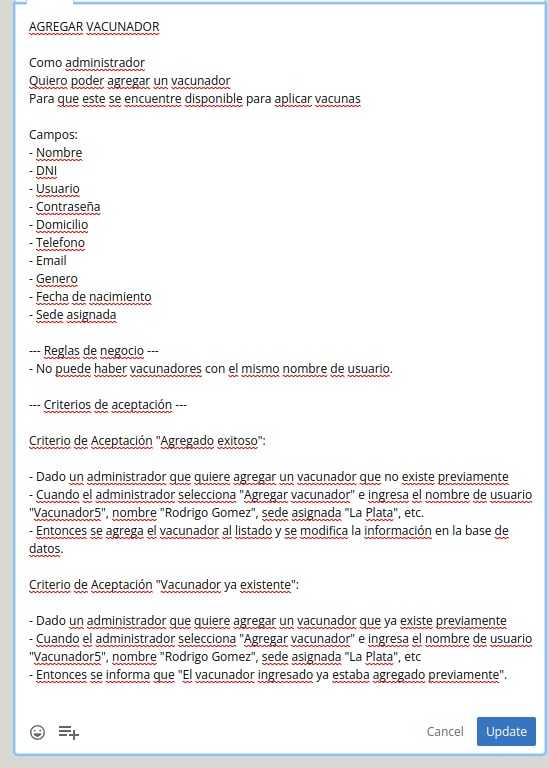 AGREGAR VACUNADOR
Como administrador
Quiero poder agregar un vacunador
Para que este se encuentre disponible para aplicar vacunas
Campos:
- Nombre
- DNI
- Usuario
- Contraseña
- Domicilio
- Telefono
- Email
- Genero
- Fecha de nacimiento
- Sede asignada
--- Reglas de negocio ---
- No puede haber vacunadores con el mismo nombre de usuario.
--- Criterios de aceptación ---
Criterio de Aceptación "Agregado exitoso":
- Dado un administrador que quiere agregar un vacunador que no existe previamente
- Cuando el administrador selecciona "Agregar vacunador" e ingresa el nombre de usuario
"Vacunador5", nombre "Rodrigo Gomez", sede asignada "La Plata", etc.
- Entonces se agrega el vacunador al listado y se modifica la información en la base de
datos.
Criterio de Aceptación "Vacunador ya existente":
- Dado un administrador que quiere agregar un vacunador que ya existe previamente
- Cuando el administrador selecciona "Agregar vacunador" e ingresa el nombre de usuario
"Vacunador5", nombre "Rodrigo Gomez", sede asignada "La Plata", etc
- Entonces se informa que "El vacunador ingresado ya estaba agregado previamente".
Cancel Update